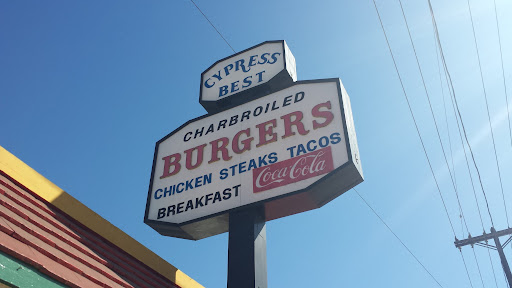 CYPRESS
BEST
CHARBROILED
BURGERS
CHICKEN STEAKS TACOS
BREAKFAST Coca-Cola